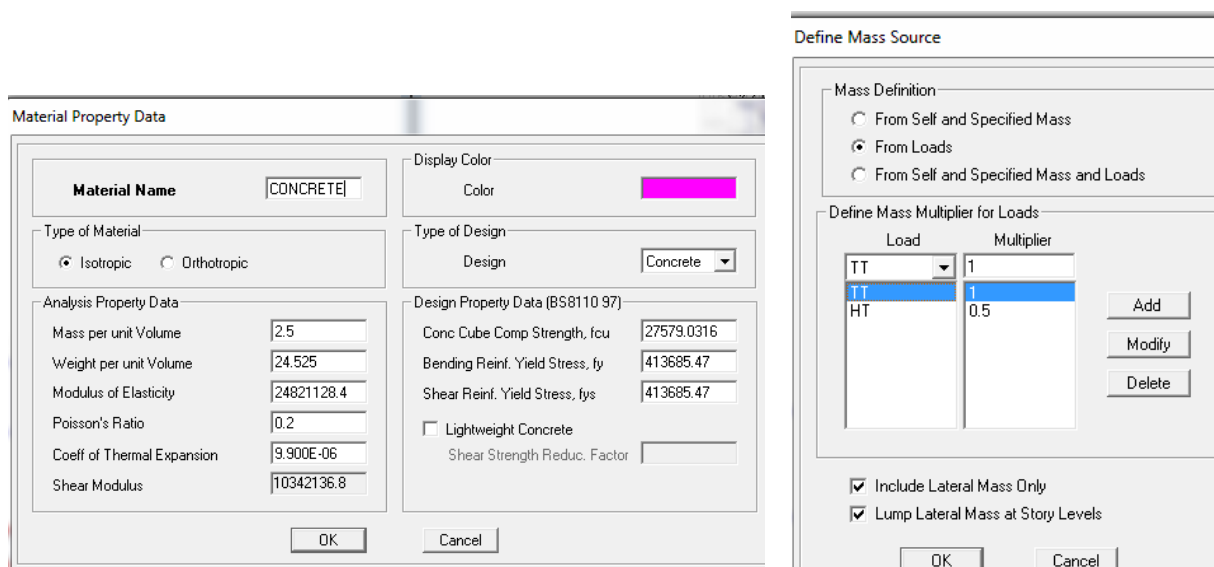 Material Property Data
Material Name CONCRETE
Display Color
Color
Type of Material
Isotropic Orthotropic
Type of Design
Design Concrete
Analysis Property Data
Mass per unit Volume 2.5
Weight per unit Volume 24.525
Modulus of Elasticity 24821128.4
Poisson's Ratio 0.2
Coeff of Thermal Expansion 9.900E-06
Shear Modulus 10342136.8
Design Property Data (BS8110 97)
Conc Cube Comp Strength, fcu 27579.0316
Bending Reinf. Yield Stress, fy 413685.47
Shear Reinf. Yield Stress, fys 413685.47
Lightweight Concrete
Shear Strength Reduc. Factor
OK Cancel
Define Mass Source
Mass Definition
From Self and Specified Mass
From Loads
From Self and Specified Mass and Loads
Define Mass Multiplier for Loads
Load Multiplier
TT 1
TT 1
HT 0.5
Add
Modify
Delete
Include Lateral Mass Only
Lump Lateral Mass at Story Levels
OK Cancel